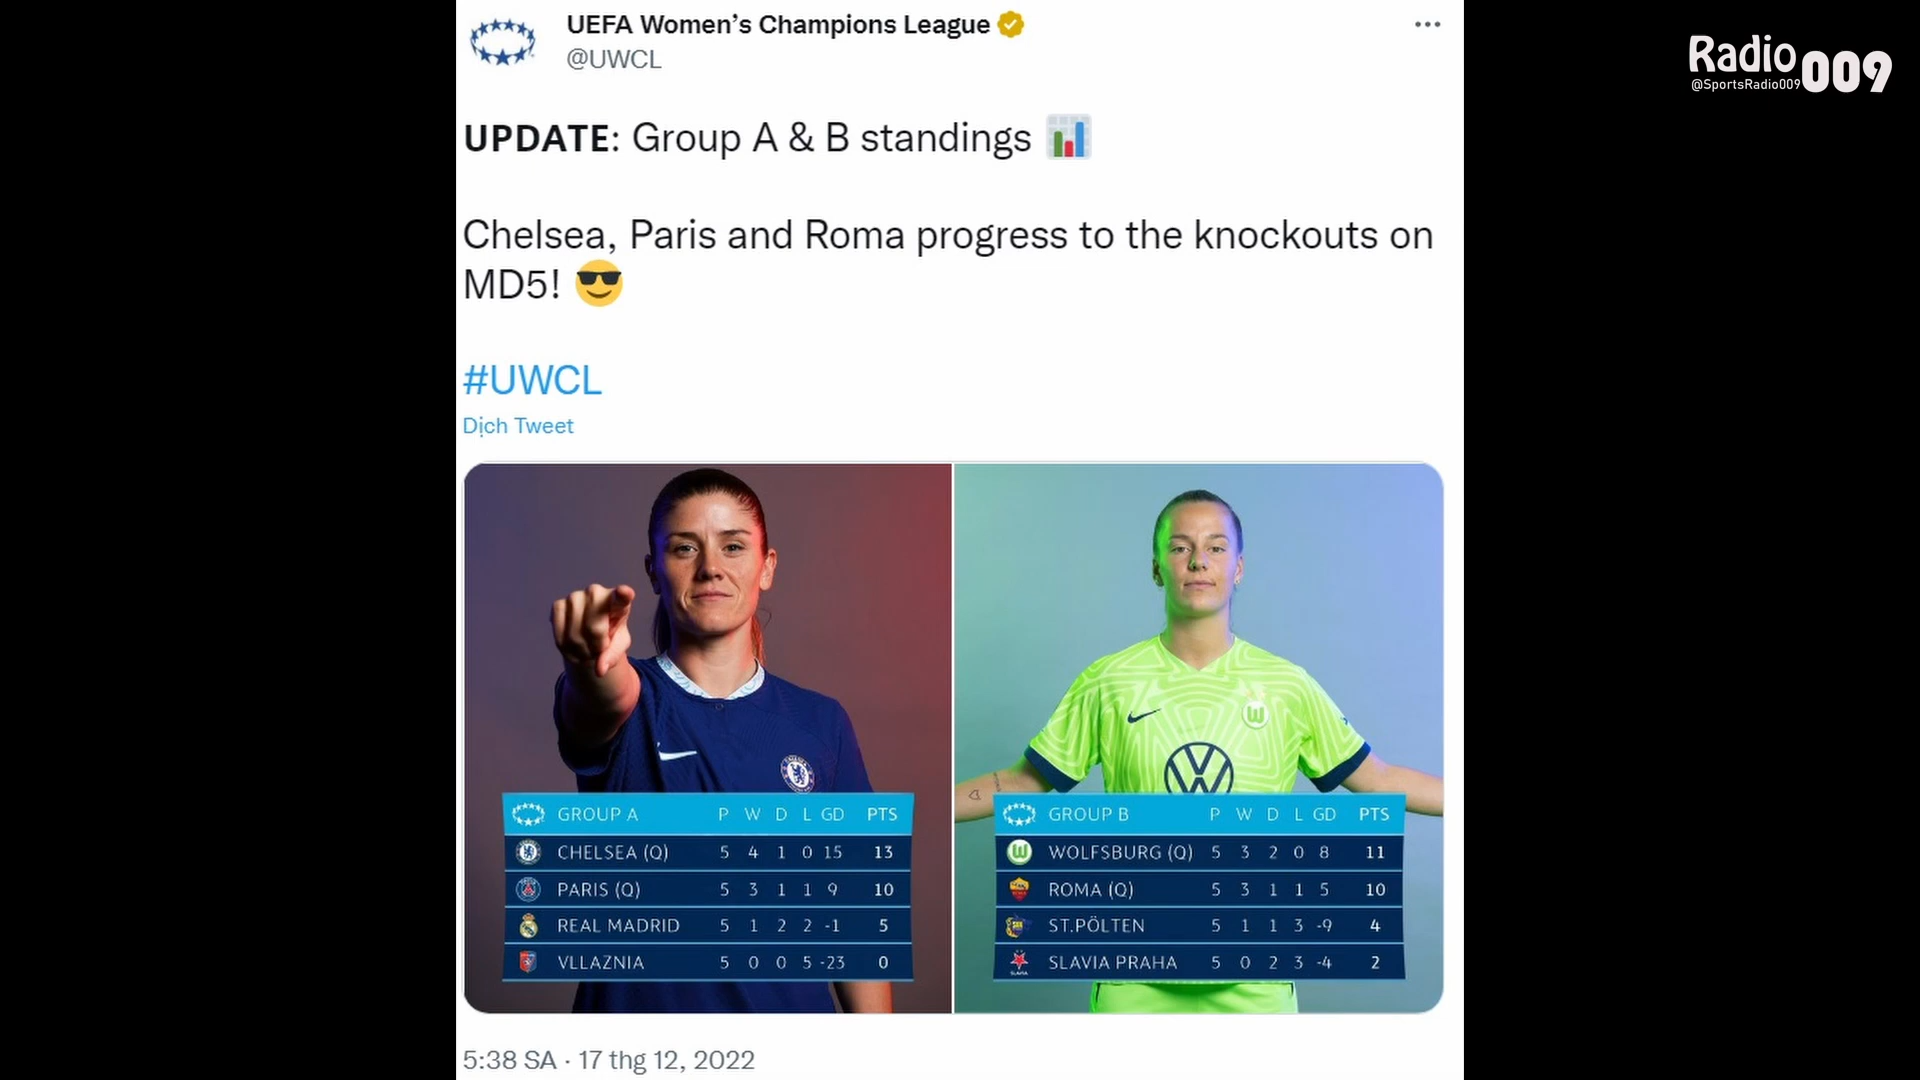 UEFA Women’s Champions League
@UWCL
Radio 009
@SportsRadio009
UPDATE: Group A & B standings 📊
Chelsea, Paris and Roma progress to the knockouts on
MD5! 😎
#UWCL
Dịch Tweet
GROUP A P W D L GD PTS
CHELSEA (Q) 5 4 1 0 15 13
PARIS (Q) 5 3 1 1 9 10
REAL MADRID 5 1 2 2 -1 5
VLLAZNIA 5 0 0 5 -23 0
GROUP B P W D L GD PTS
WOLFSBURG (Q) 5 3 2 0 8 11
ROMA (Q) 5 3 1 1 5 10
ST.PÖLTEN 5 1 1 3 -9 4
SLAVIA PRAHA 5 0 2 3 -4 2
5:38 SA · 17 thg 12, 2022